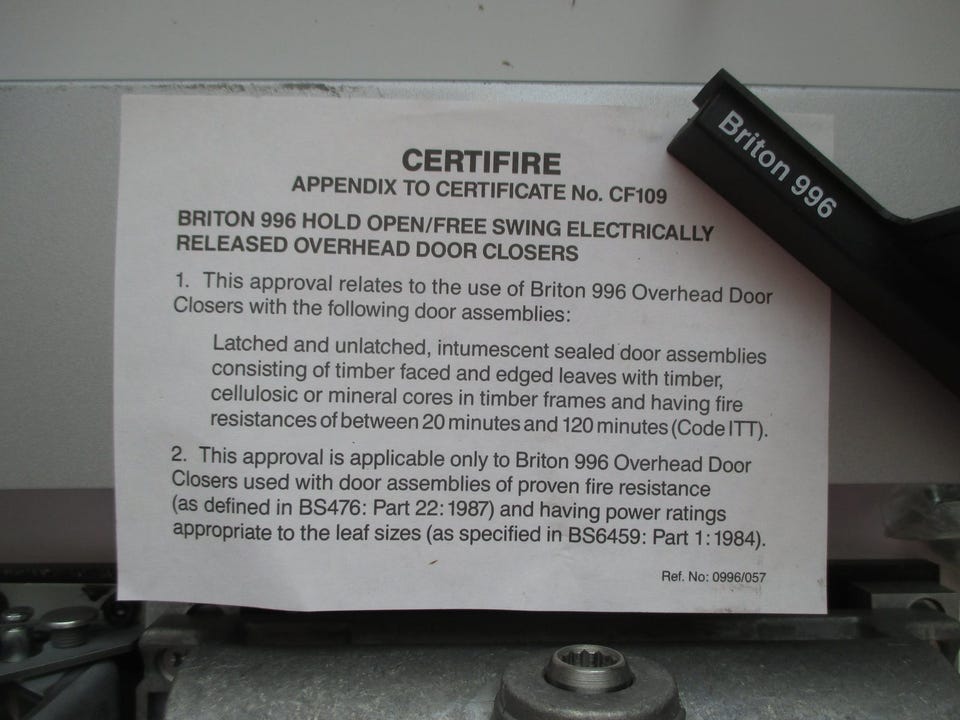 CERTIFIRE
APPENDIX TO CERTIFICATE No. CF109
BRITON 996 HOLD OPEN/FREE SWING ELECTRICALLY
RELEASED OVERHEAD DOOR CLOSERS
1. This approval relates to the use of Briton 996 Overhead Door
Closers with the following door assemblies:
Latched and unlatched, intumescent sealed door assemblies
consisting of timber faced and edged leaves with timber,
cellulosic or mineral cores in timber frames and having fire
resistances of between 20 minutes and 120 minutes (Code ITT).
2. This approval is applicable only to Briton 996 Overhead Door
Closers used with door assemblies of proven fire resistance
(as defined in BS476: Part 22: 1987) and having power ratings
appropriate to the leaf sizes (as specified in BS6459: Part 1: 1984).
Ref. No: 0996/057
Briton 996